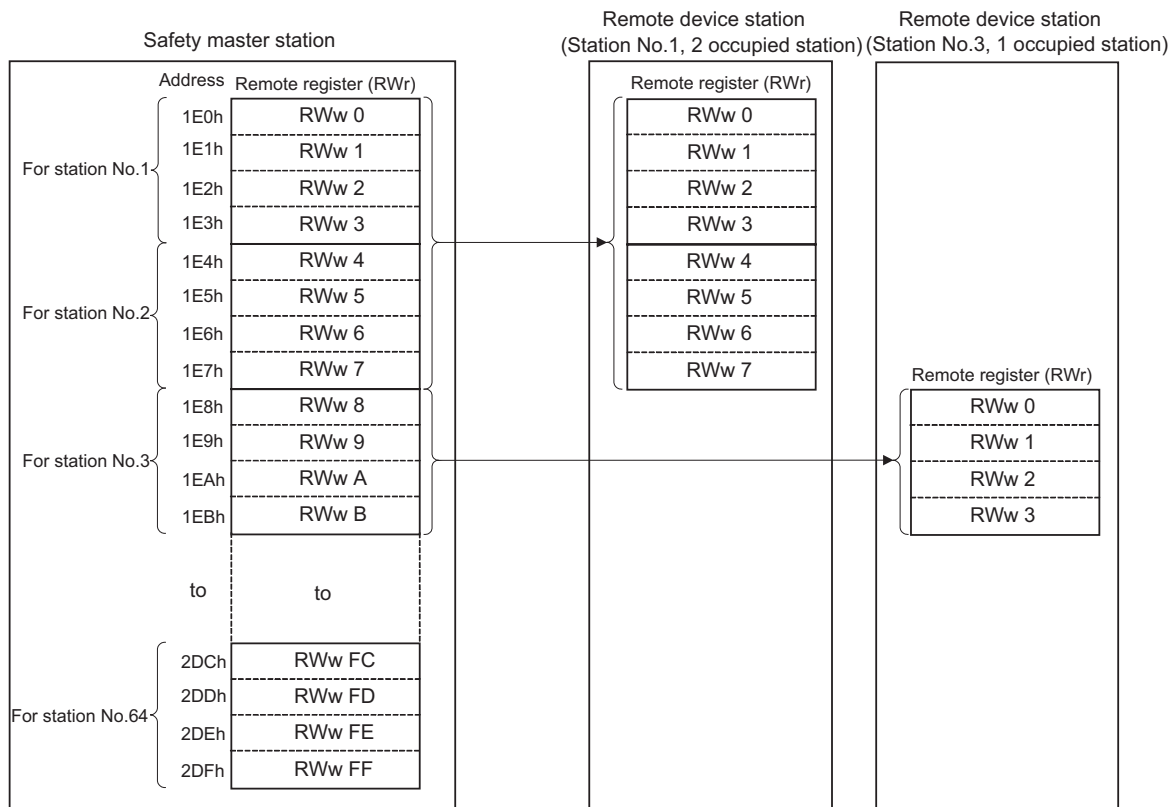 Safety master station
Remote device station
(Station No.1, 2 occupied station)
Remote device station
(Station No.3, 1 occupied station)
Address
Remote register (RWr)
For station No.1
1E0h RWw 0
1E1h RWw 1
1E2h RWw 2
1E3h RWw 3
For station No.2
1E4h RWw 4
1E5h RWw 5
1E6h RWw 6
1E7h RWw 7
For station No.3
1E8h RWw 8
1E9h RWw 9
1EAh RWw A
1EBh RWw B
to to
For station No.64
2DCh RWw FC
2DDh RWw FD
2DEh RWw FE
2DFh RWw FF
Remote register (RWr)
RWw 0
RWw 1
RWw 2
RWw 3
RWw 4
RWw 5
RWw 6
RWw 7
Remote register (RWr)
RWw 0
RWw 1
RWw 2
RWw 3